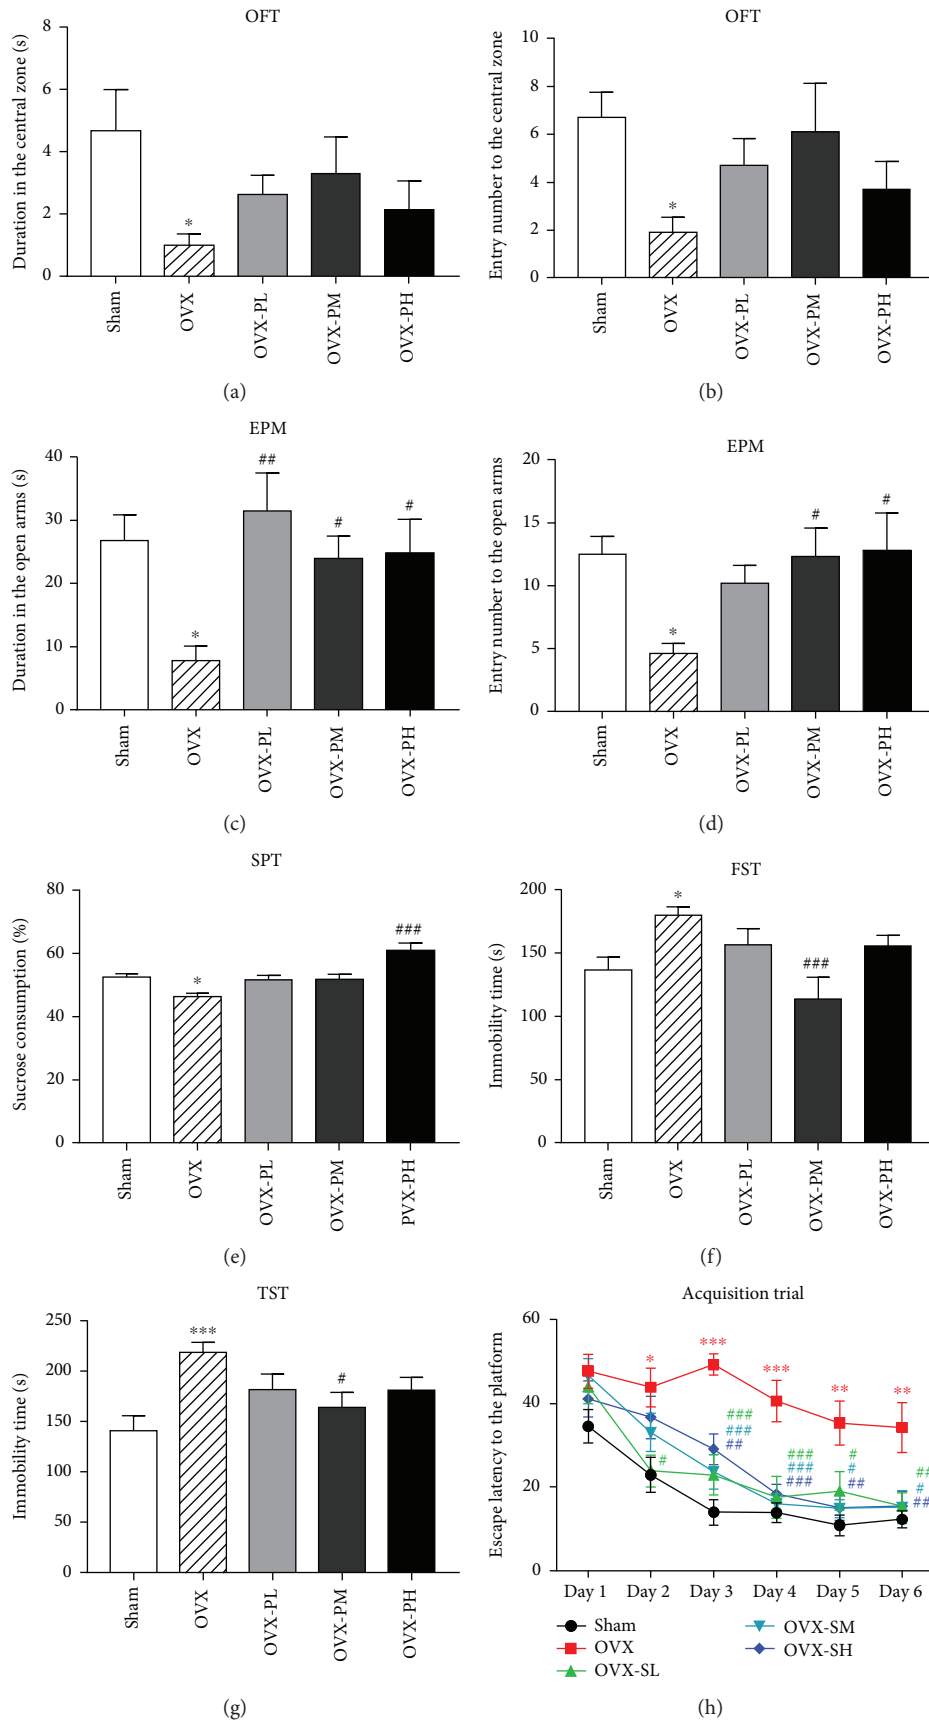 OFT
Duration in the central zone (s)
8
6
4
2
0
*
Sham
OVX
OVX-PL
OVX-PM
OVX-PH
(a)
OFT
Entry number to the central zone
10
8
6
4
2
0
*
Sham
OVX
OVX-PL
OVX-PM
OVX-PH
(b)
EPM
Duration in the open arms (s)
40
30
20
10
0
*
##
#
#
Sham
OVX
OVX-PL
OVX-PM
OVX-PH
(c)
EPM
Entry number to the open arms
20
15
10
5
0
*
#
#
Sham
OVX
OVX-PL
OVX-PM
OVX-PH
(d)
SPT
Sucrose consumption (%)
80
60
40
20
0
*
###
Sham
OVX
OVX-PL
OVX-PM
PVX-PH
(e)
FST
Immobility time (s)
200
150
100
50
0
*
###
Sham
OVX
OVX-PL
OVX-PM
OVX-PH
(f)
TST
Immobility time (s)
250
200
150
100
50
0
***
#
Sham
OVX
OVX-PL
OVX-PM
OVX-PH
(g)
Acquisition trial
Escape latency to the platform
60
40
20
0
*
***
***
**
**
#
###
###
##
###
###
###
#
#
##
##
#
##
Day 1 Day 2 Day 3 Day 4 Day 5 Day 6
Sham
OVX
OVX-SL
OVX-SM
OVX-SH
(h)